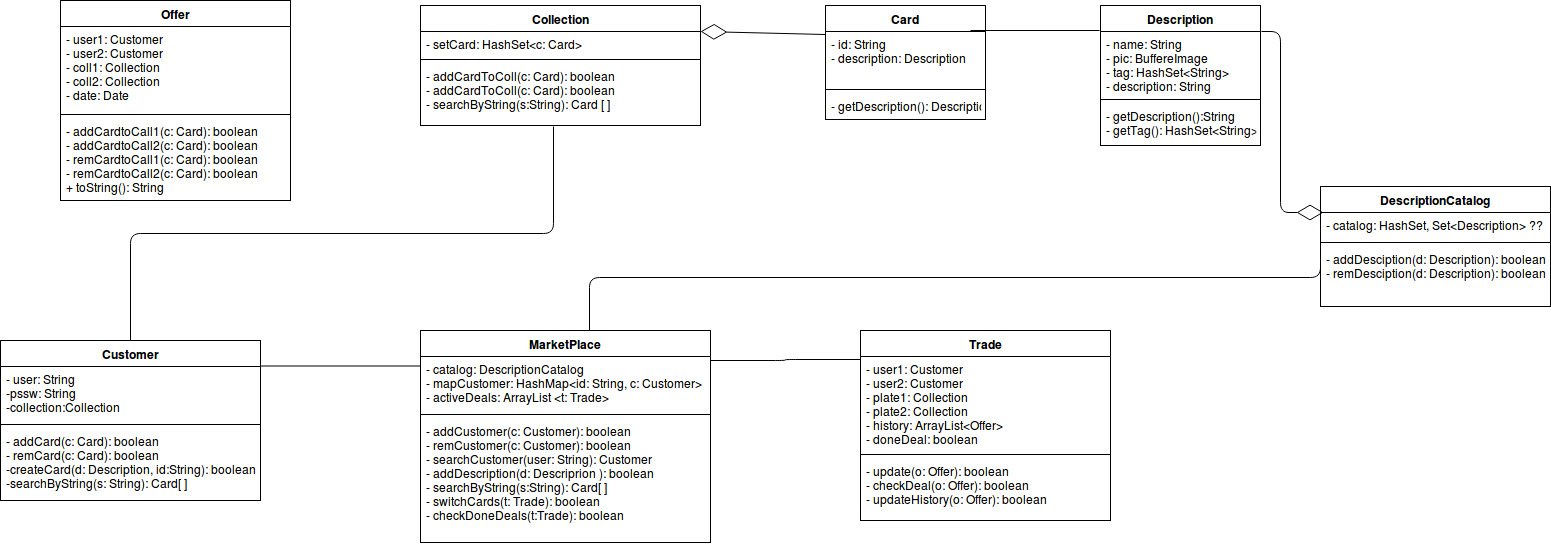 Offer
- user1: Customer
- user2: Customer
- coll1: Collection
- coll2: Collection
- date: Date
- addCardtoCall1(c: Card): boolean
- addCardtoCall2(c: Card): boolean
- remCardtoCall1(c: Card): boolean
- remCardtoCall2(c: Card): boolean
+ toString(): String
Collection
- setCard: HashSet<c: Card>
- addCardToColl(c: Card): boolean
- addCardToColl(c: Card): boolean
- searchByString(s:String): Card [ ]
Card
- id: String
- description: Description
- getDescription(): Descriptic
Description
- name: String
- pic: BuffereImage
- tag: HashSet<String>
- description: String
- getDescription():String
- getTag(): HashSet<String>
DescriptionCatalog
- catalog: HashSet, Set<Description> ??
- addDesciption(d: Description): boolean
- remDesciption(d: Description): boolean
Customer
- user: String
-pssw: String
-collection:Collection
- addCard(c: Card): boolean
- remCard(c: Card): boolean
-createCard(d: Description, id:String): boolean
-searchByString(s: String): Card[ ]
MarketPlace
- catalog: DescriptionCatalog
- mapCustomer: HashMap<id: String, c: Customer>
- activeDeals: ArrayList <t: Trade>
- addCustomer(c: Customer): boolean
- remCustomer(c: Customer): boolean
- searchCustomer(user: String): Customer
- addDescription(d: Descriprion ): boolean
- searchByString(s:String): Card[ ]
- switchCards(t: Trade): boolean
- checkDoneDeals(t:Trade): boolean
Trade
- user1: Customer
- user2: Customer
- plate1: Collection
- plate2: Collection
- history: ArrayList<Offer>
- doneDeal: boolean
- update(o: Offer): boolean
- checkDeal(o: Offer): boolean
- updateHistory(o: Offer): boolean